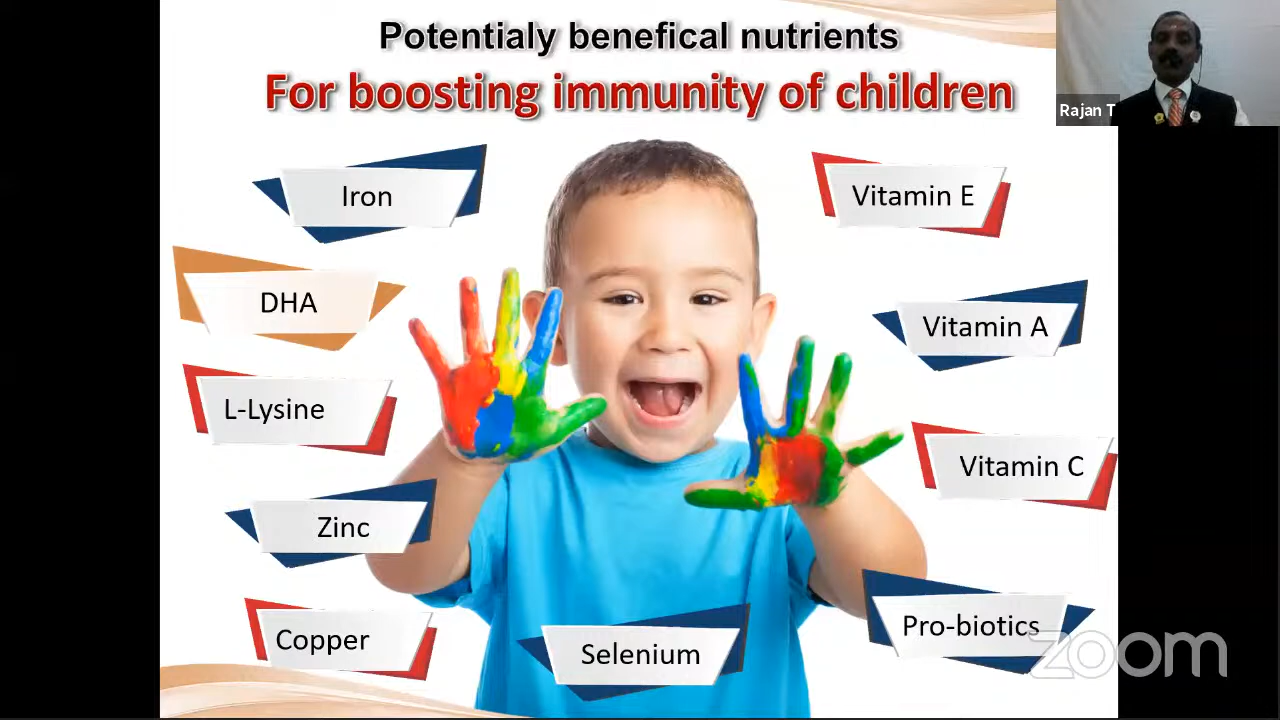 Potentialy benefical nutrients
For boosting immunity of children
Rajan T
Iron
Vitamin E
DHA
Vitamin A
L-Lysine
Vitamin C
Zinc
Copper
Selenium
Pro-biotics
zoom